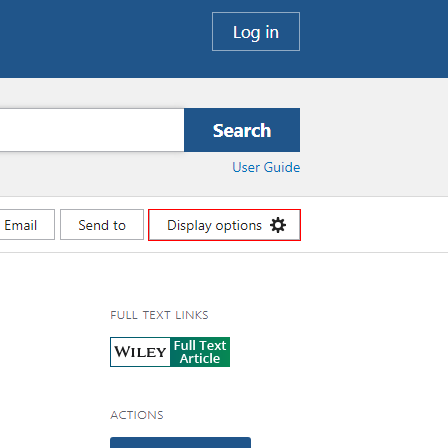 Log in
Search
User Guide
Email
Send to
Display options
FULL TEXT LINKS
WILEY Full Text Article
ACTIONS